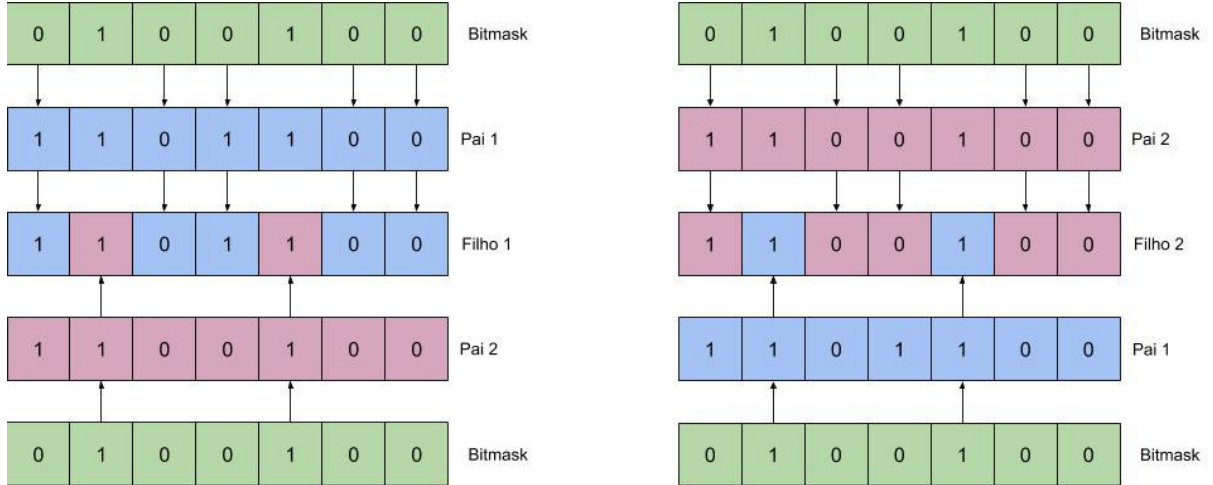 0 1 0 0 1 0 0 Bitmask
1 1 0 1 1 0 0 Pai 1
1 1 0 1 1 0 0 Filho 1
1 1 0 0 1 0 0 Pai 2
0 1 0 0 1 0 0 Bitmask
0 1 0 0 1 0 0 Bitmask
1 1 0 0 1 0 0 Pai 2
1 1 0 0 1 0 0 Filho 2
1 1 0 1 1 0 0 Pai 1
0 1 0 0 1 0 0 Bitmask